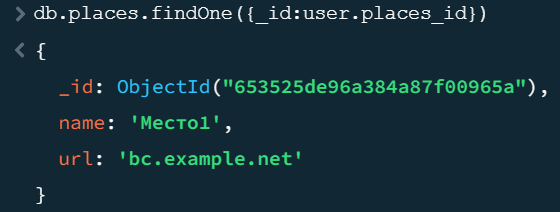 > db.places.findOne({_id:user.places_id})
< {
_id: ObjectId("653525de96a384a87f00965a"),
name: 'Место1',
url: 'bc.example.net'
}